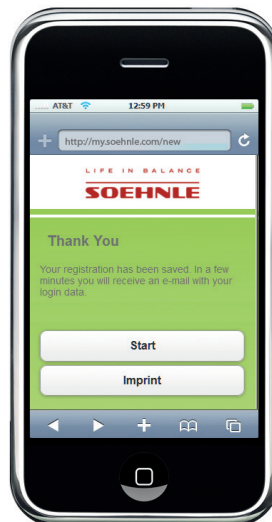 AT&T 12:59 PM
http://my.soehnle.com/new
LIFE IN BALANCE
SOEHNLE
Thank You
Your registration has been saved. In a few
minutes you will receive an e-mail with your
login data.
Start
Imprint